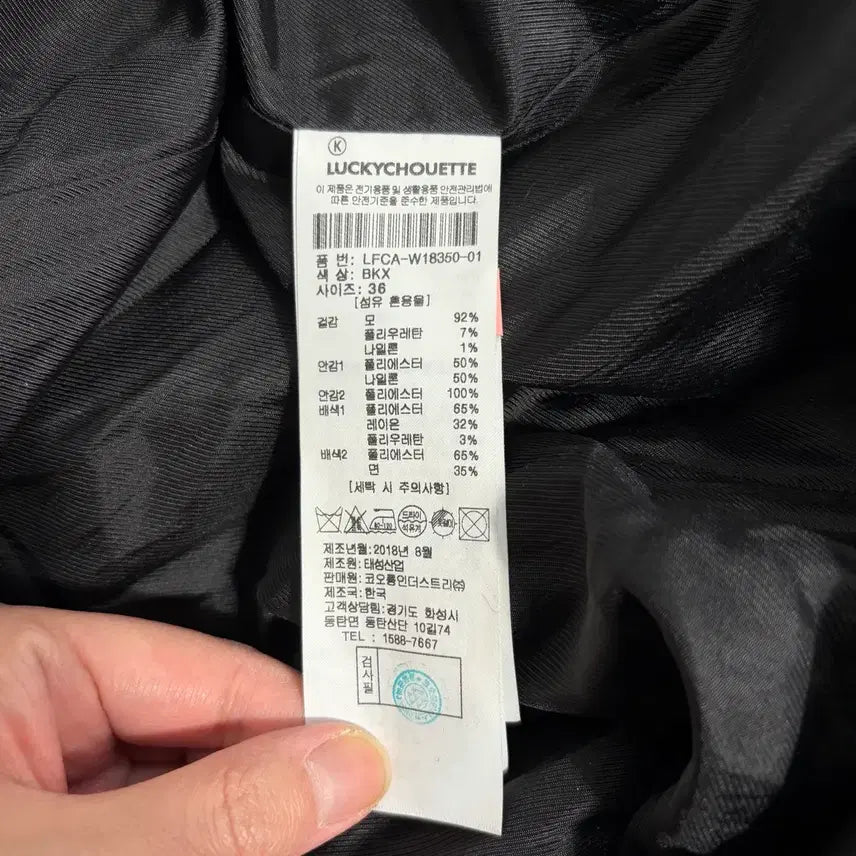 K
LUCKYCHOUETTE
이 제품은 전기용품 및 생활용품 안전관리법에
따른 안전기준을 준수한 제품입니다.
품 번: LFCA-W18350-01
색 상: BKX
사이즈: 36
[섬유 혼용률]
겉감 모 92%
폴리우레탄 7%
나일론 1%
안감1 폴리에스터 50%
나일론 50%
안감2 폴리에스터 100%
배색1 폴리에스터 65%
레이온 32%
폴리우레탄 3%
배색2 폴리에스터 65%
면 35%
[세탁 시 주의사항]
드라이
석유계
제조년월:2018년 8월
제조원: 태성산업
판매원: 코오롱인더스트리㈜
제조국: 한국
고객상담팀:경기도 화성시
동탄면 동탄산단 10길74
TEL : 1588-7667
검사필